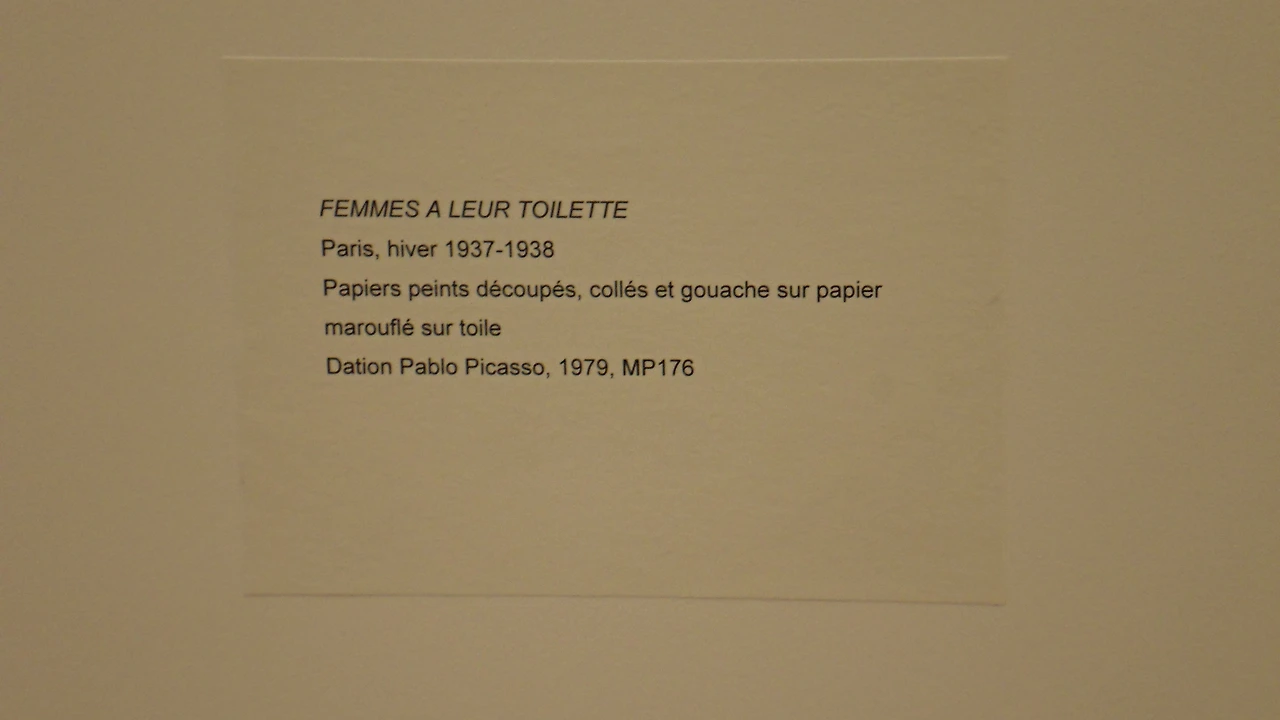 FEMMES A LEUR TOILETTE
Paris, hiver 1937-1938
Papiers peints découpés, collés et gouache sur papier
marouflé sur toile
Dation Pablo Picasso, 1979, MP176